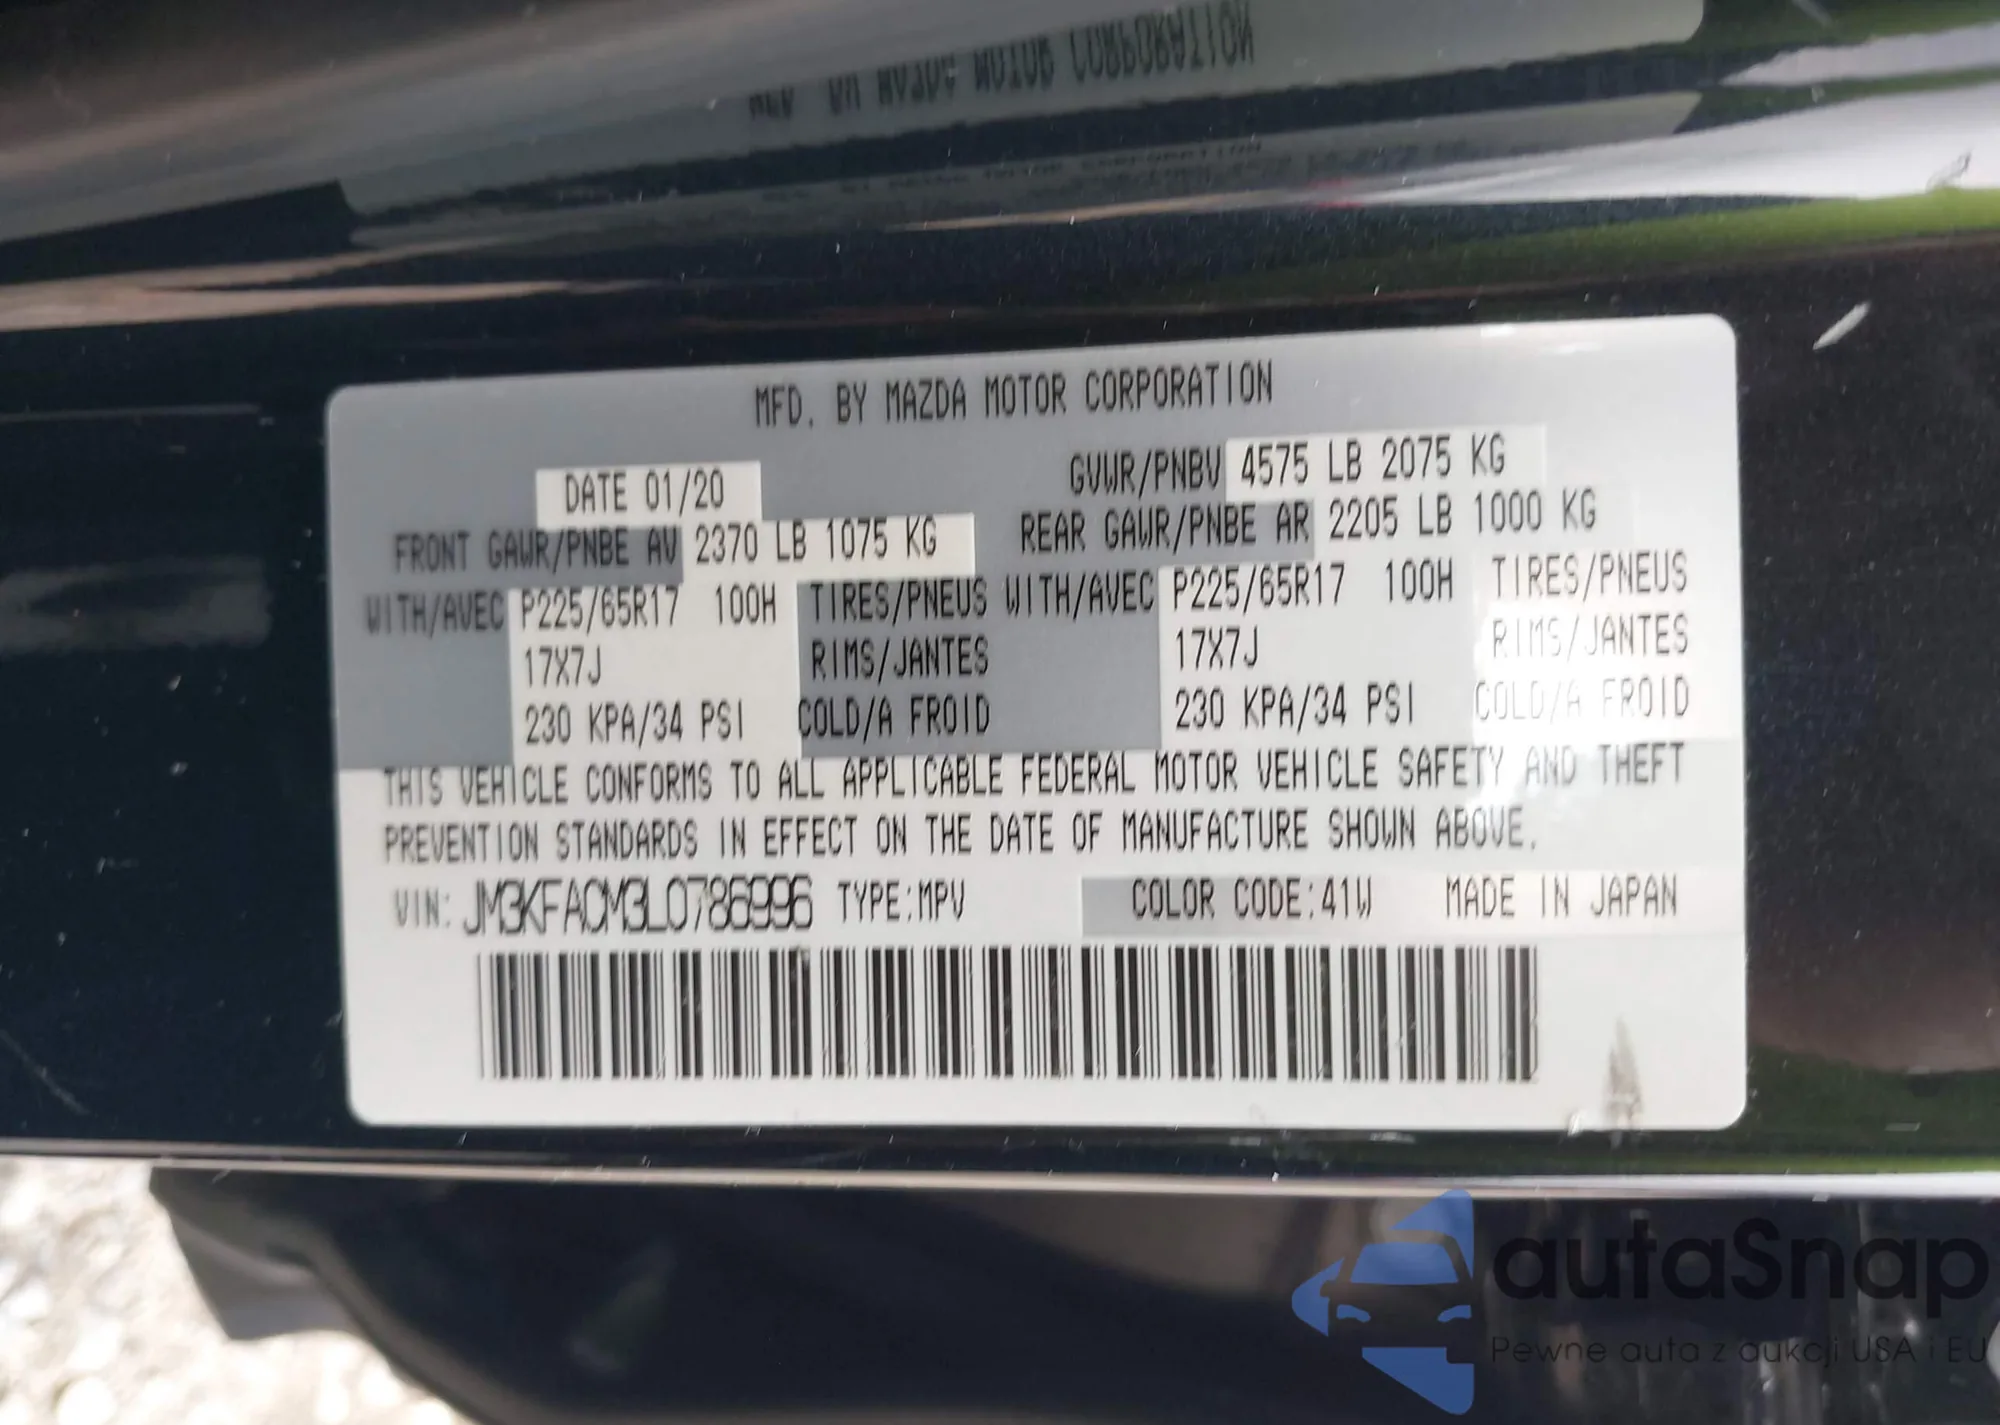 MFD. BY MAZDA MOTOR CORPORATION
DATE 01/20
GVWR/PNBV 4575 LB 2075 KG
FRONT GAWR/PNBE AV 2370 LB 1075 KG
REAR GAWR/PNBE AR 2205 LB 1000 KG
WITH/AVEC P225/65R17 100H TIRES/PNEUS WITH/AVEC P225/65R17 100H TIRES/PNEUS
17X7J RIMS/JANTES 17X7J RIMS/JANTES
230 KPA/34 PSI COLD/A FROID 230 KPA/34 PSI COLD/A FROID
THIS VEHICLE CONFORMS TO ALL APPLICABLE FEDERAL MOTOR VEHICLE SAFETY AND THEFT
PREVENTION STANDARDS IN EFFECT ON THE DATE OF MANUFACTURE SHOWN ABOVE.
VIN: JM3KFACM3L0786996 TYPE:MPV COLOR CODE:41W MADE IN JAPAN
autoSnap
Pewne auta z aukcji USA i EU